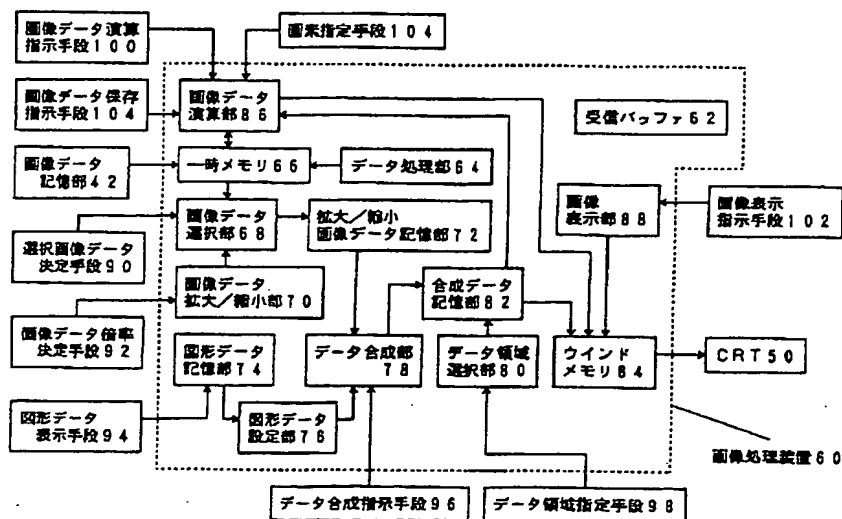 画像データ演算
指示手段100
画素指定手段104
画像データ保存
指示手段104
画像データ
演算部86
受信バッファ62
画像データ
記憶部42
一時メモリ66
データ処理部64
画像
表示部88
画像表示
指示手段102
選択画像データ
決定手段90
画像データ
選択部68
拡大/縮小
画像データ記憶部72
画像データ
拡大/縮小部70
合成データ
記憶部82
画像データ倍率
決定手段92
図形データ
記憶部74
データ合成部
78
データ領域
選択部80
ウインド
メモリ84
CRT50
図形データ
表示手段94
図形データ
設定部76
画像処理装置60
データ合成指示手段96
データ領域指定手段98